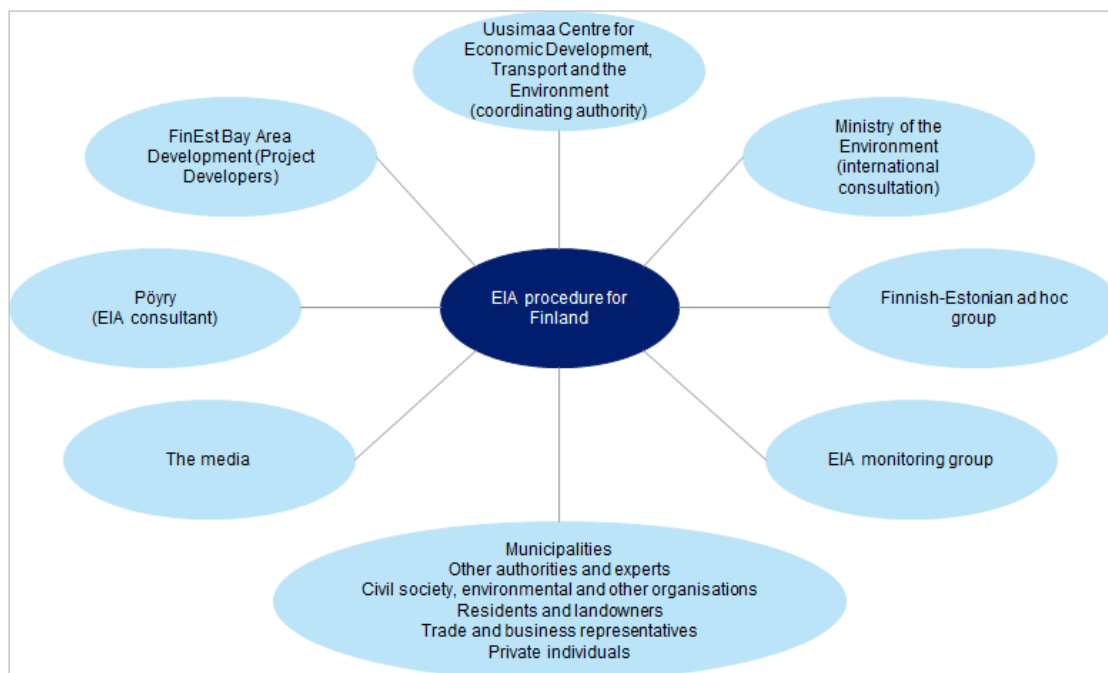 Uusimaa Centre for
Economic Development,
Transport and the
Environment
(coordinating authority)
FinEst Bay Area
Development (Project
Developers)
Ministry of the
Environment
(international
consultation)
Pöyry
(EIA consultant)
EIA procedure for
Finland
Finnish-Estonian ad hoc
group
The media
EIA monitoring group
Municipalities
Other authorities and experts
Civil society, environmental and other organisations
Residents and landowners
Trade and business representatives
Private individuals